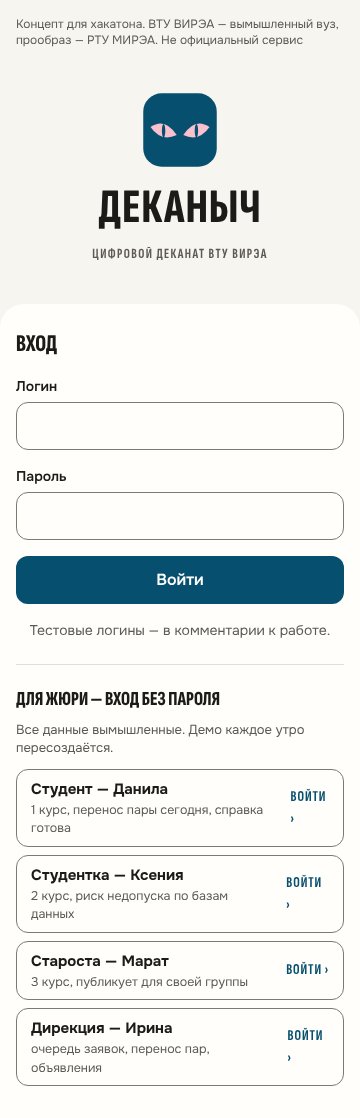 Концепт для хакатона. ВТУ ВИРЭА — вымышленный вуз,
прообраз — РТУ МИРЭА. Не официальный сервис
ДЕКАНЫЧ
ЦИФРОВОЙ ДЕКАНАТ ВТУ ВИРЭА
ВХОД
Логин
Пароль
Войти
Тестовые логины — в комментарии к работе.
ДЛЯ ЖЮРИ — ВХОД БЕЗ ПАРОЛЯ
Все данные вымышленные. Демо каждое утро
пересоздаётся.
Студент — Данила
1 курс, перенос пары сегодня, справка
готова
ВОЙТИ
›
Студентка — Ксения
2 курс, риск недопуска по базам
данных
ВОЙТИ
›
Староста — Марат
3 курс, публикует для своей группы
ВОЙТИ ›
Дирекция — Ирина
очередь заявок, перенос пар,
объявления
ВОЙТИ
›